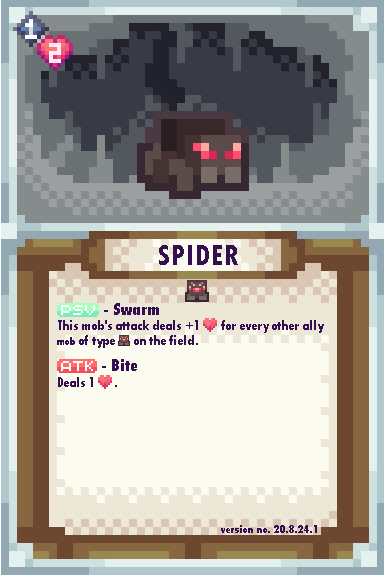 1
2
SPIDER
PSV - Swarm
This mob's attack deals +1 for every other ally
mob of type on the field.
ATK - Bite
Deals 1 .
version no. 20.8.24.1